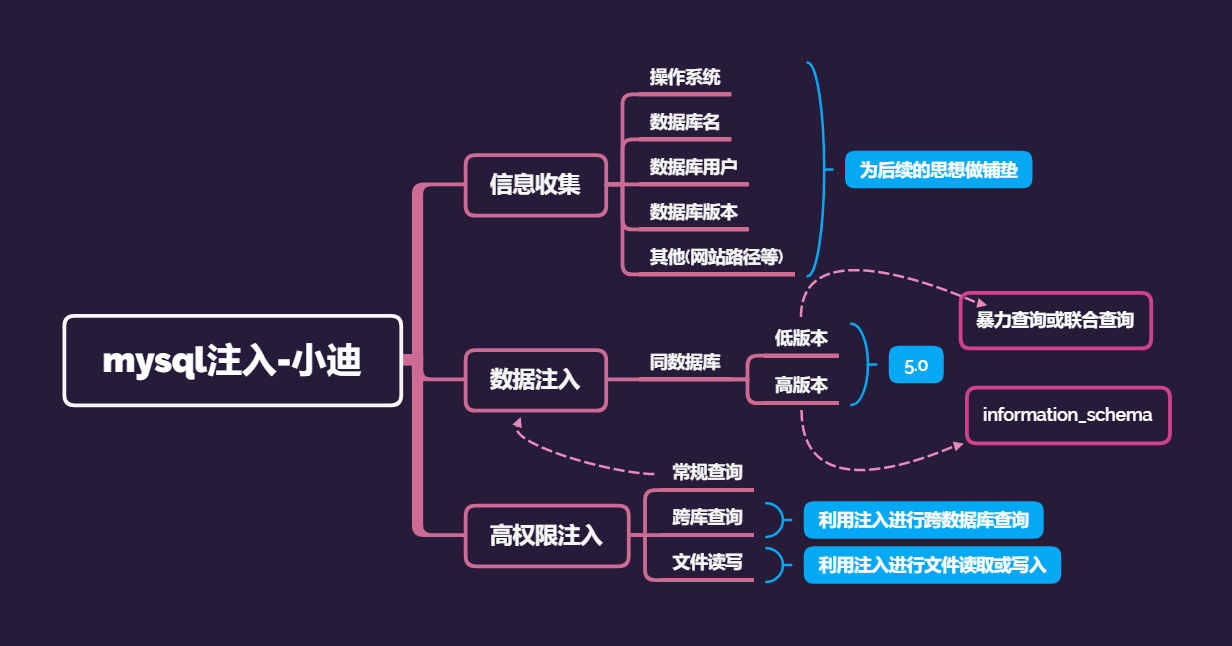 mysql注入-小迪
信息收集
操作系统
数据库名
数据库用户
数据库版本
其他(网站路径等)
为后续的思想做铺垫
数据注入
同数据库
低版本
高版本
5.0
暴力查询或联合查询
information_schema
高权限注入
常规查询
跨库查询
利用注入进行跨数据库查询
文件读写
利用注入进行文件读取或写入